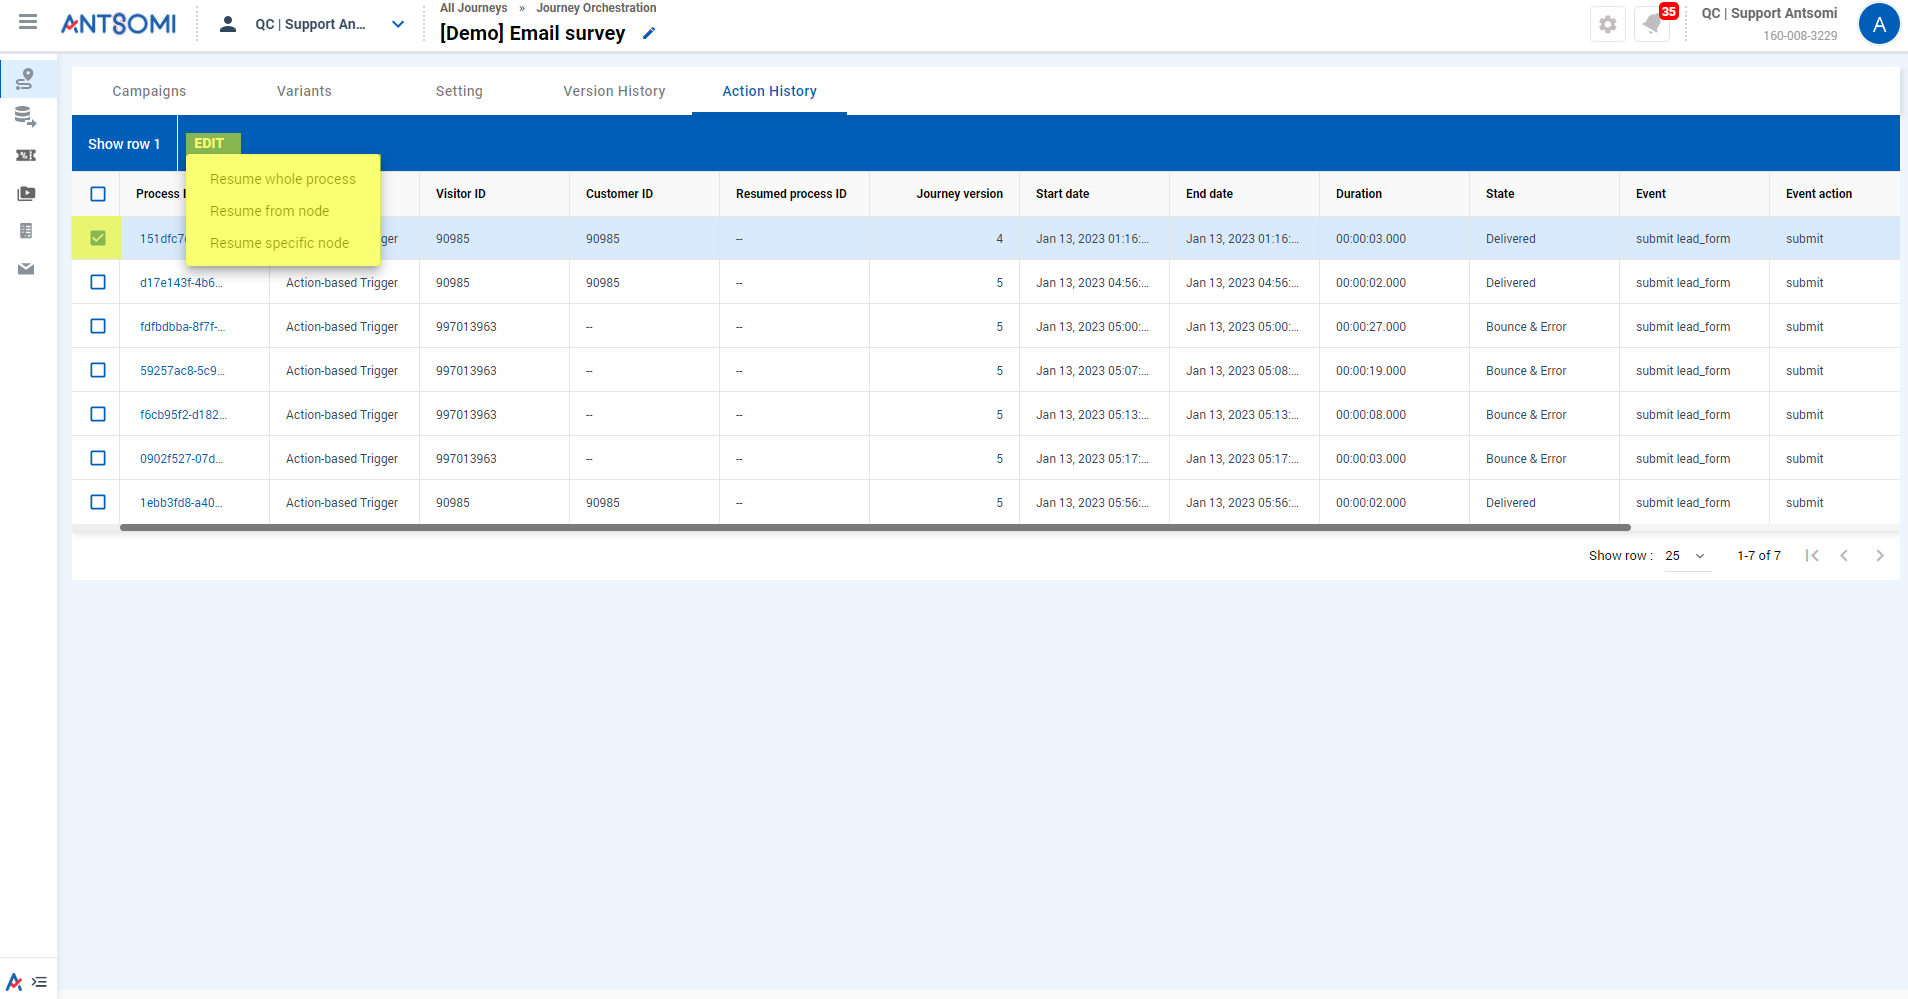 ANTSOMI
QC | Support An...
All Journeys » Journey Orchestration
[Demo] Email survey
35
QC | Support Antsomi
160-008-3229
A
Campaigns Variants Setting Version History Action History
Show row 1 EDIT
Resume whole process
Resume from node
Resume specific node
Process Visitor ID Customer ID Resumed process ID Journey version Start date End date Duration State Event Event action
151dfc7 ger 90985 90985 -- 4 Jan 13, 2023 01:16:... Jan 13, 2023 01:16:... 00:00:03.000 Delivered submit lead_form submit
d17e143f-4b6... Action-based Trigger 90985 90985 -- 5 Jan 13, 2023 04:56:... Jan 13, 2023 04:56:... 00:00:02.000 Delivered submit lead_form submit
fdfbdbba-8f7f-... Action-based Trigger 997013963 -- -- 5 Jan 13, 2023 05:00:... Jan 13, 2023 05:00:... 00:00:27.000 Bounce & Error submit lead_form submit
59257ac8-5c9... Action-based Trigger 997013963 -- -- 5 Jan 13, 2023 05:07:... Jan 13, 2023 05:08:... 00:00:19.000 Bounce & Error submit lead_form submit
f6cb95f2-d182... Action-based Trigger 997013963 -- -- 5 Jan 13, 2023 05:13:... Jan 13, 2023 05:13:... 00:00:08.000 Bounce & Error submit lead_form submit
0902f527-07d... Action-based Trigger 997013963 -- -- 5 Jan 13, 2023 05:17:... Jan 13, 2023 05:17:... 00:00:03.000 Bounce & Error submit lead_form submit
1ebb3fd8-a40... Action-based Trigger 90985 90985 -- 5 Jan 13, 2023 05:56:... Jan 13, 2023 05:56:... 00:00:02.000 Delivered submit lead_form submit
Show row : 25 1-7 of 7